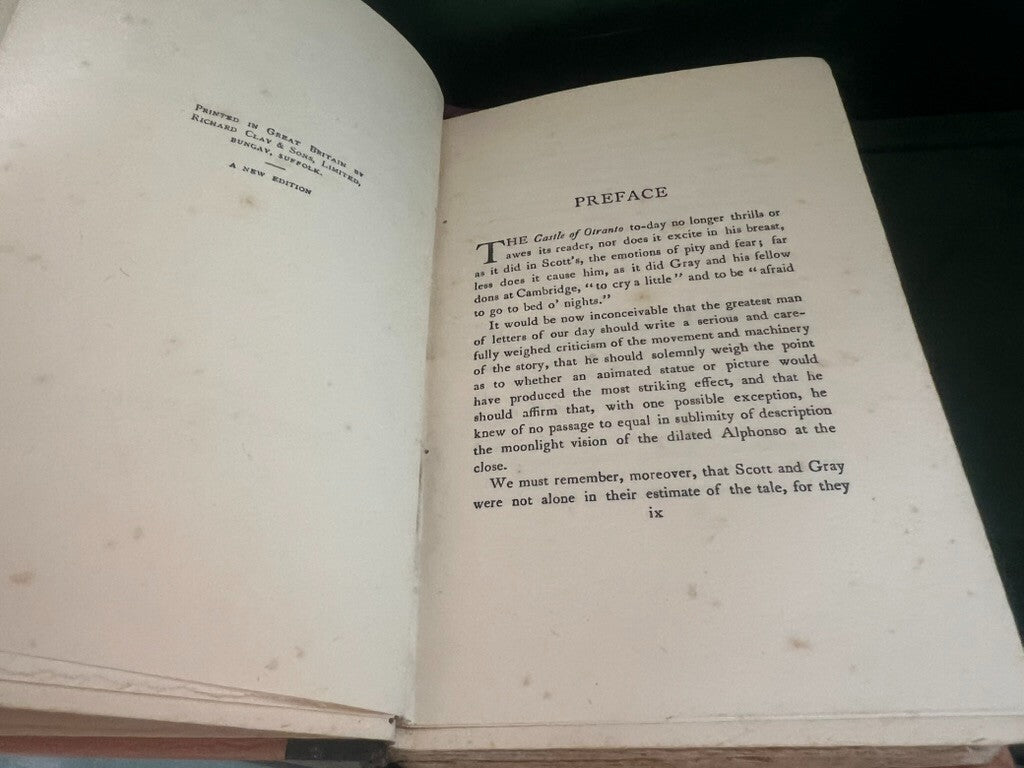 PRINTED IN GREAT BRITAIN BY
RICHARD CLAY & SONS, LIMITED,
BUNGAY, SUFFOLK.
A NEW EDITION
PREFACE
THE Castle of Otranto to-day no longer thrills or
awes its reader, nor does it excite in his breast,
as it did in Scott's, the emotions of pity and fear; far
less does it cause him, as it did Gray and his fellow
dons at Cambridge, "to cry a little" and to be "afraid
to go to bed o' nights."
It would be now inconceivable that the greatest man
of letters of our day should write a serious and care-
fully weighed criticism of the movement and machinery
of the story, that he should solemnly weigh the point
as to whether an animated statue or picture would
have produced the most striking effect, and that he
should affirm that, with one possible exception, he
knew of no passage to equal in sublimity of description
the moonlight vision of the dilated Alphonso at the
close.
We must remember, moreover, that Scott and Gray
were not alone in their estimate of the tale, for they
ix